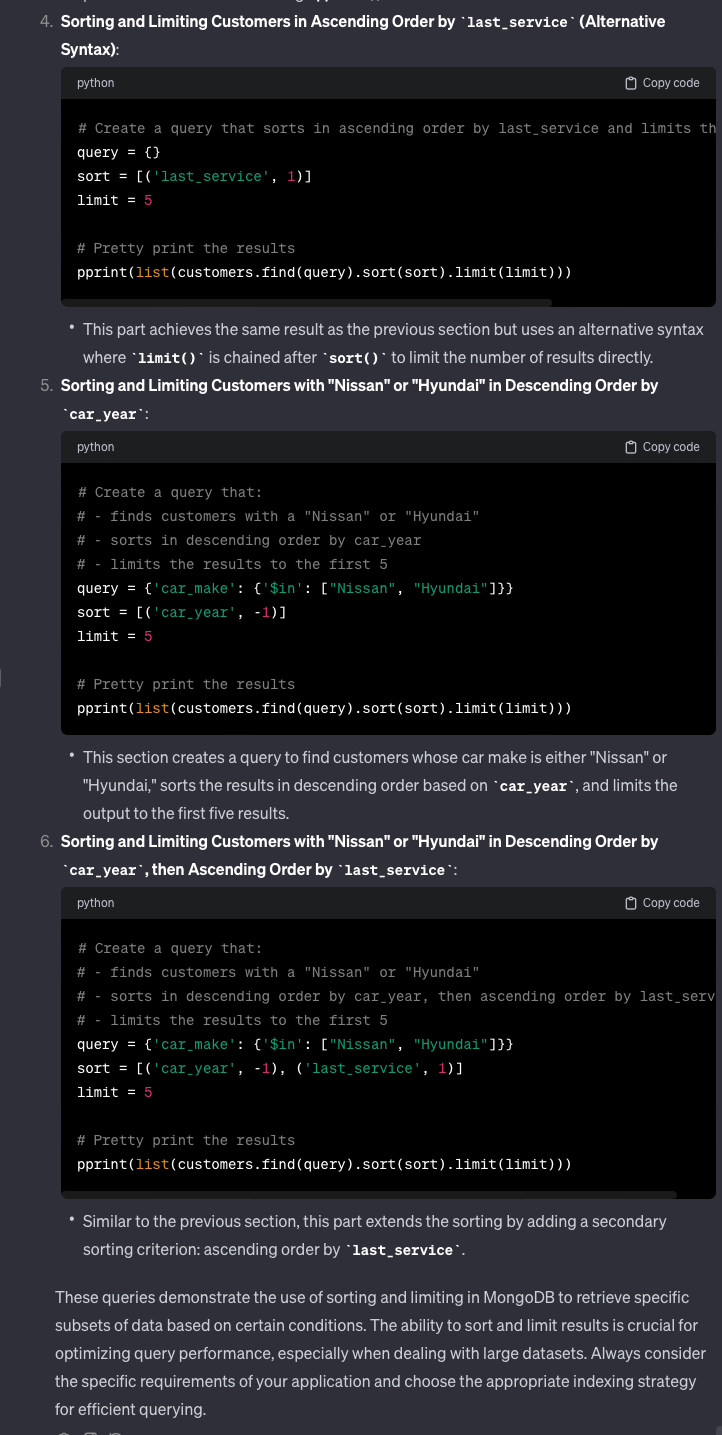 4. Sorting and Limiting Customers in Ascending Order by `last_service` (Alternative
Syntax):
python Copy code
# Create a query that sorts in ascending order by last_service and limits th
query = {}
sort = [('last_service', 1)]
limit = 5
# Pretty print the results
pprint(list(customers.find(query).sort(sort).limit(limit)))
• This part achieves the same result as the previous section but uses an alternative syntax
where `limit()` is chained after `sort()` to limit the number of results directly.
5. Sorting and Limiting Customers with "Nissan" or "Hyundai" in Descending Order by
`car_year`:
python Copy code
# Create a query that:
# - finds customers with a "Nissan" or "Hyundai"
# - sorts in descending order by car_year
# - limits the results to the first 5
query = {'car_make': {'$in': ["Nissan", "Hyundai"]}}
sort = [('car_year', -1)]
limit = 5
# Pretty print the results
pprint(list(customers.find(query).sort(sort).limit(limit)))
• This section creates a query to find customers whose car make is either "Nissan" or
"Hyundai," sorts the results in descending order based on `car_year`, and limits the
output to the first five results.
6. Sorting and Limiting Customers with "Nissan" or "Hyundai" in Descending Order by
`car_year`, then Ascending Order by `last_service`:
python Copy code
# Create a query that:
# - finds customers with a "Nissan" or "Hyundai"
# - sorts in descending order by car_year, then ascending order by last_serv
# - limits the results to the first 5
query = {'car_make': {'$in': ["Nissan", "Hyundai"]}}
sort = [('car_year', -1), ('last_service', 1)]
limit = 5
# Pretty print the results
pprint(list(customers.find(query).sort(sort).limit(limit)))
• Similar to the previous section, this part extends the sorting by adding a secondary
sorting criterion: ascending order by `last_service`.
These queries demonstrate the use of sorting and limiting in MongoDB to retrieve specific
subsets of data based on certain conditions. The ability to sort and limit results is crucial for
optimizing query performance, especially when dealing with large datasets. Always consider
the specific requirements of your application and choose the appropriate indexing strategy
for efficient querying.